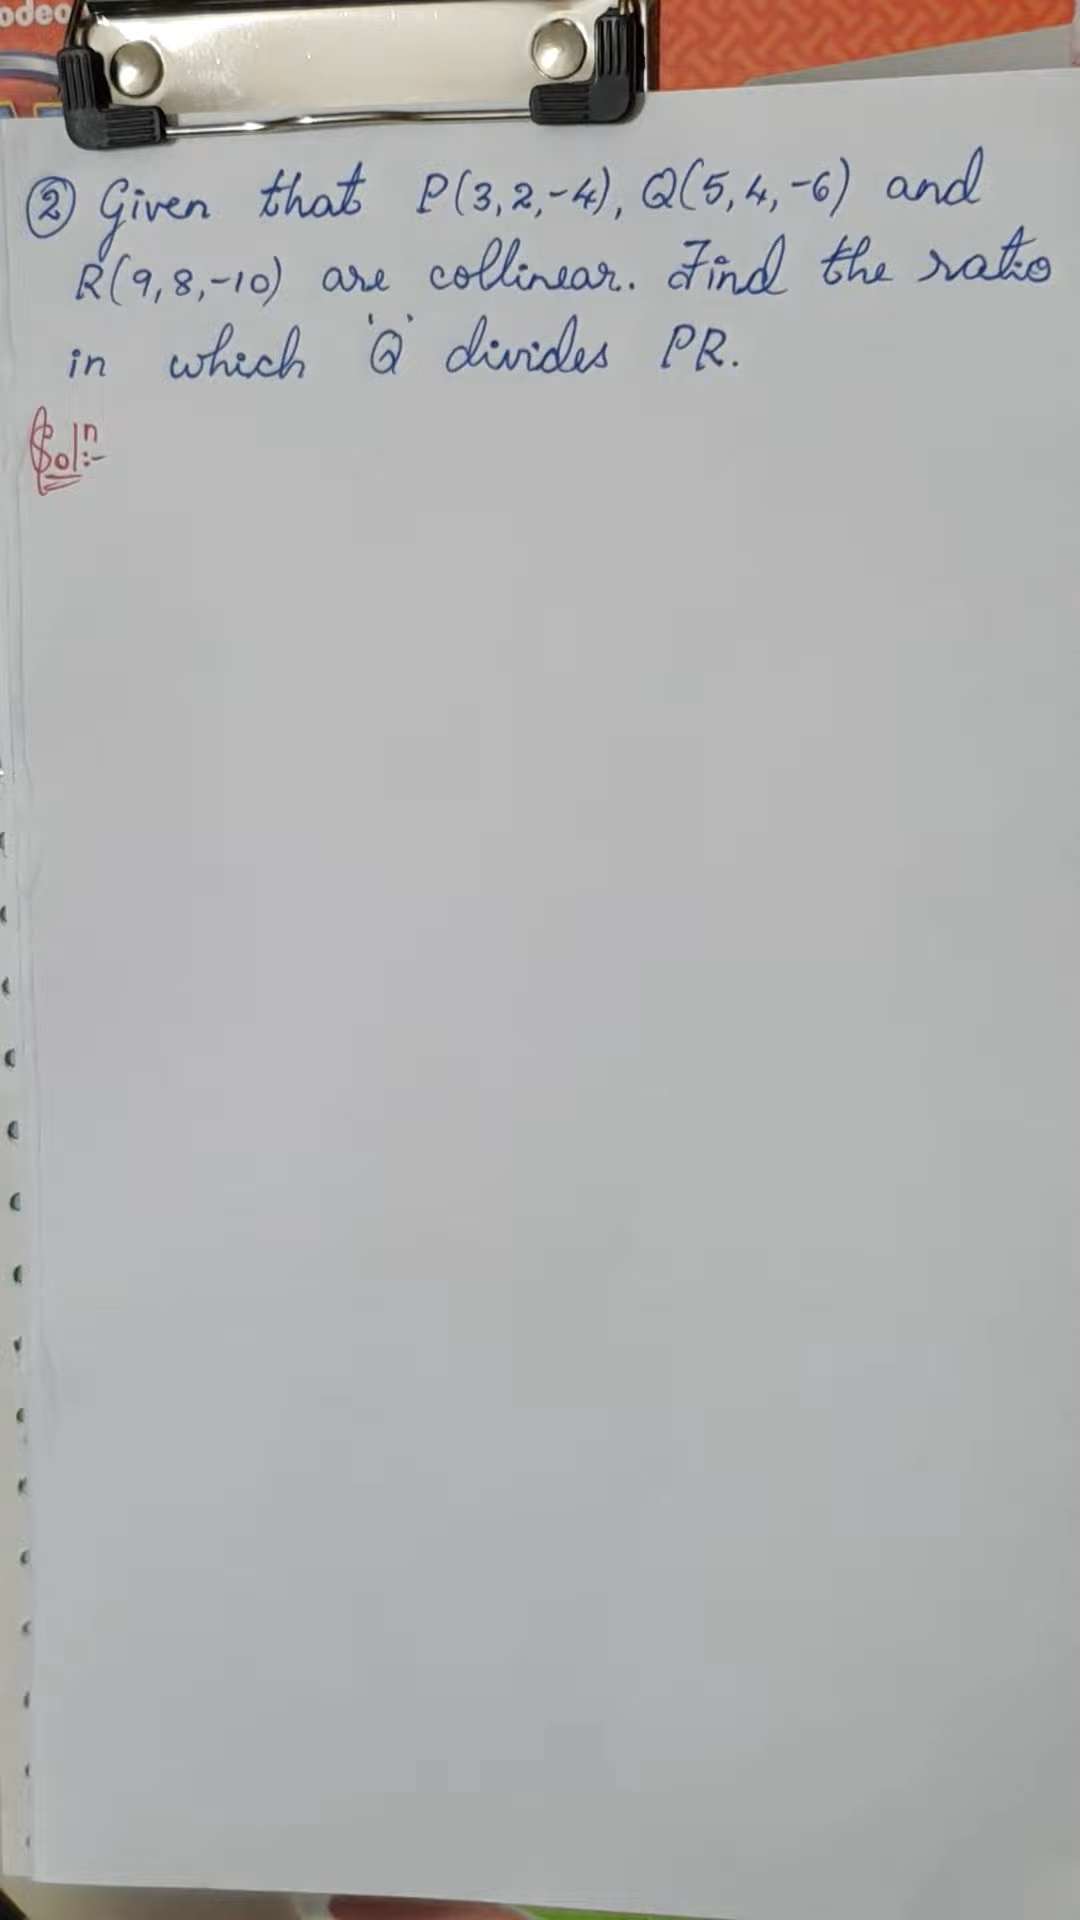 odeo
② Given that P(3,2,-4), Q(5,4,-6) and
R(9,8,-10) are collinear. Find the ratio
in which 'Q' divides PR.
Solⁿ:-